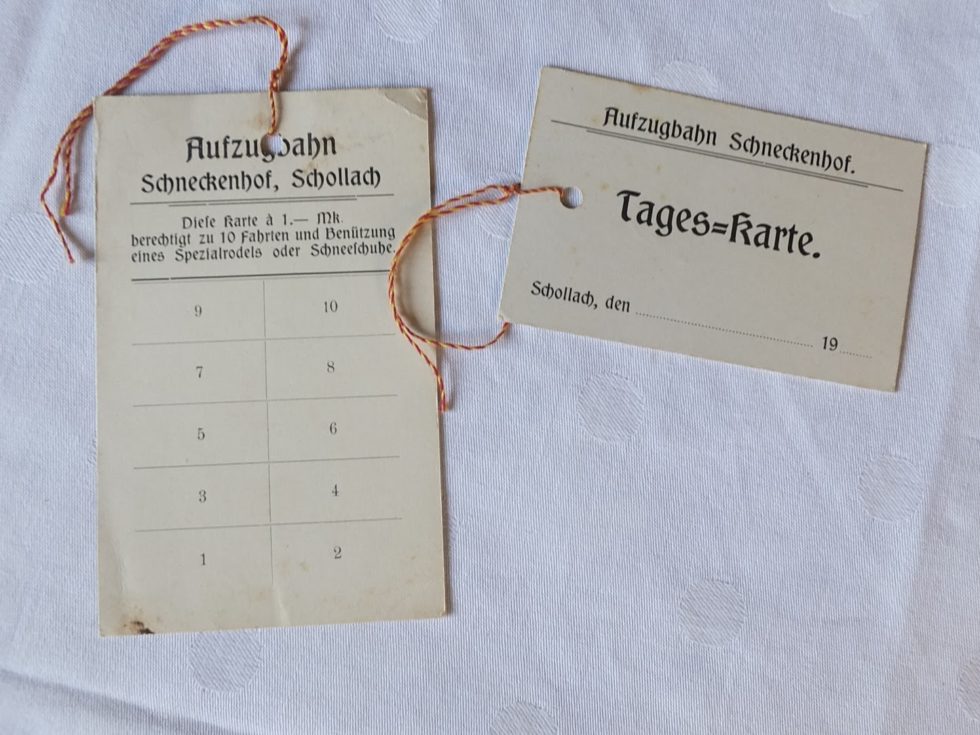 Aufzugbahn
Schneckenhof, Schollach
Diese Karte à 1.— Mk.
berechtigt zu 10 Fahrten und Benützung
eines Spezialrodels oder Schneeschuhe.
9 10
7 8
5 6
3 4
1 2
Aufzugbahn Schneckenhof.
Tages=Karte.
Schollach, den 19